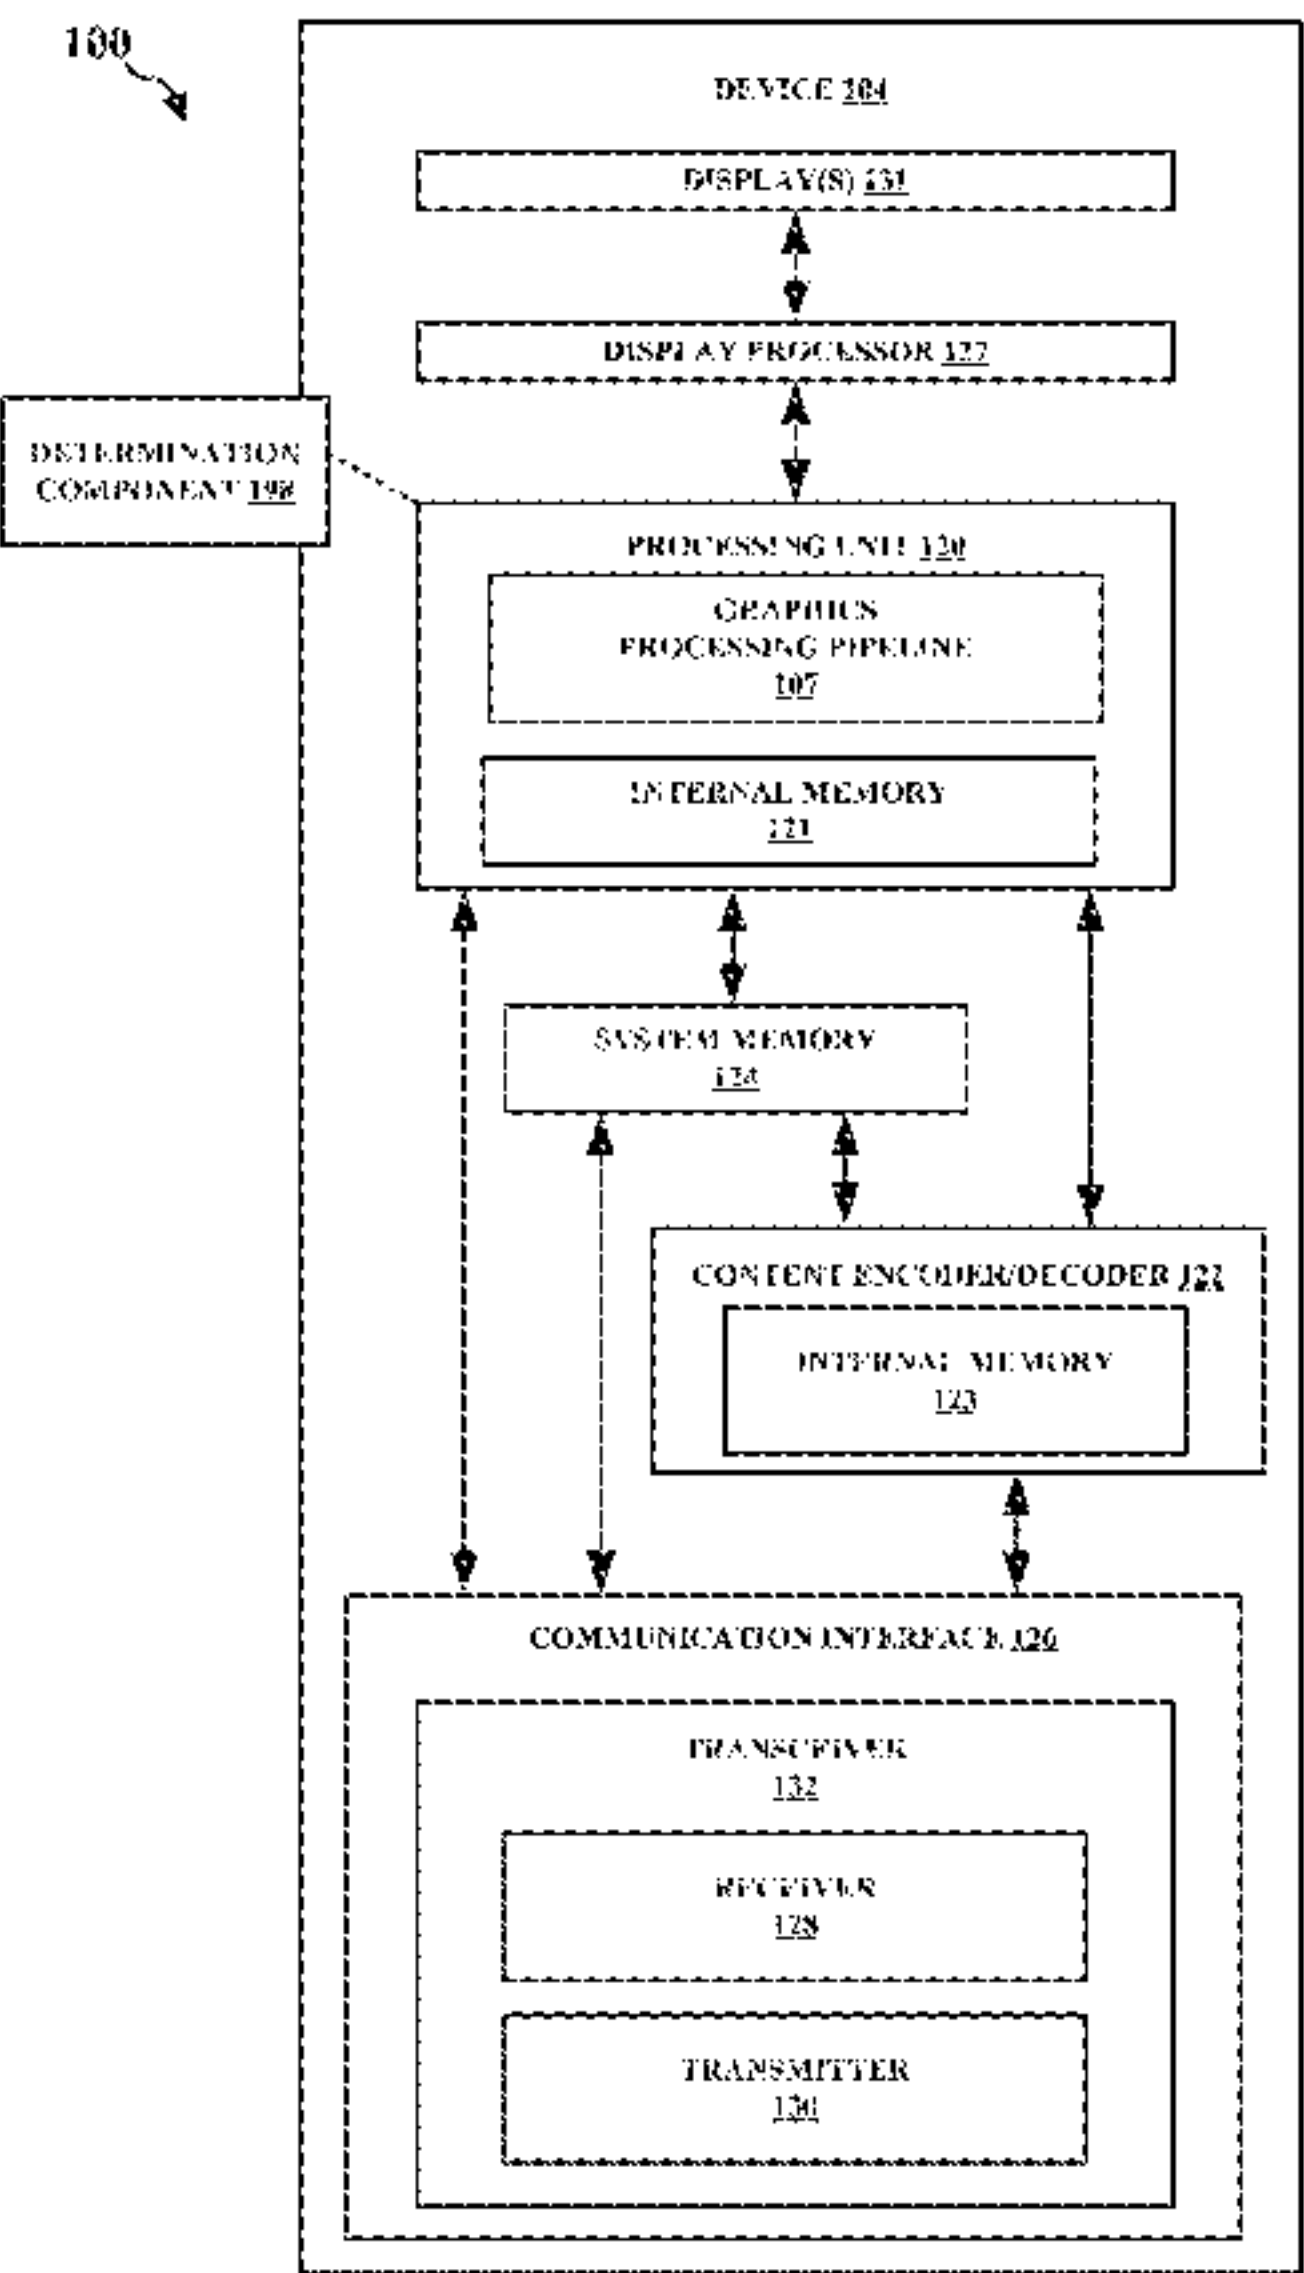 100
DEVICE 104
DISPLAY(S) 131
DISPLAY PROCESSOR 127
DETERMINATION
COMPONENT 198
PROCESSING UNIT 120
GRAPHICS
PROCESSING PIPELINE
107
INTERNAL MEMORY
121
SYSTEM MEMORY
124
CONTENT ENCODER/DECODER 122
INTERNAL MEMORY
123
COMMUNICATION INTERFACE 126
TRANSCEIVER
132
RECEIVER
128
TRANSMITTER
130